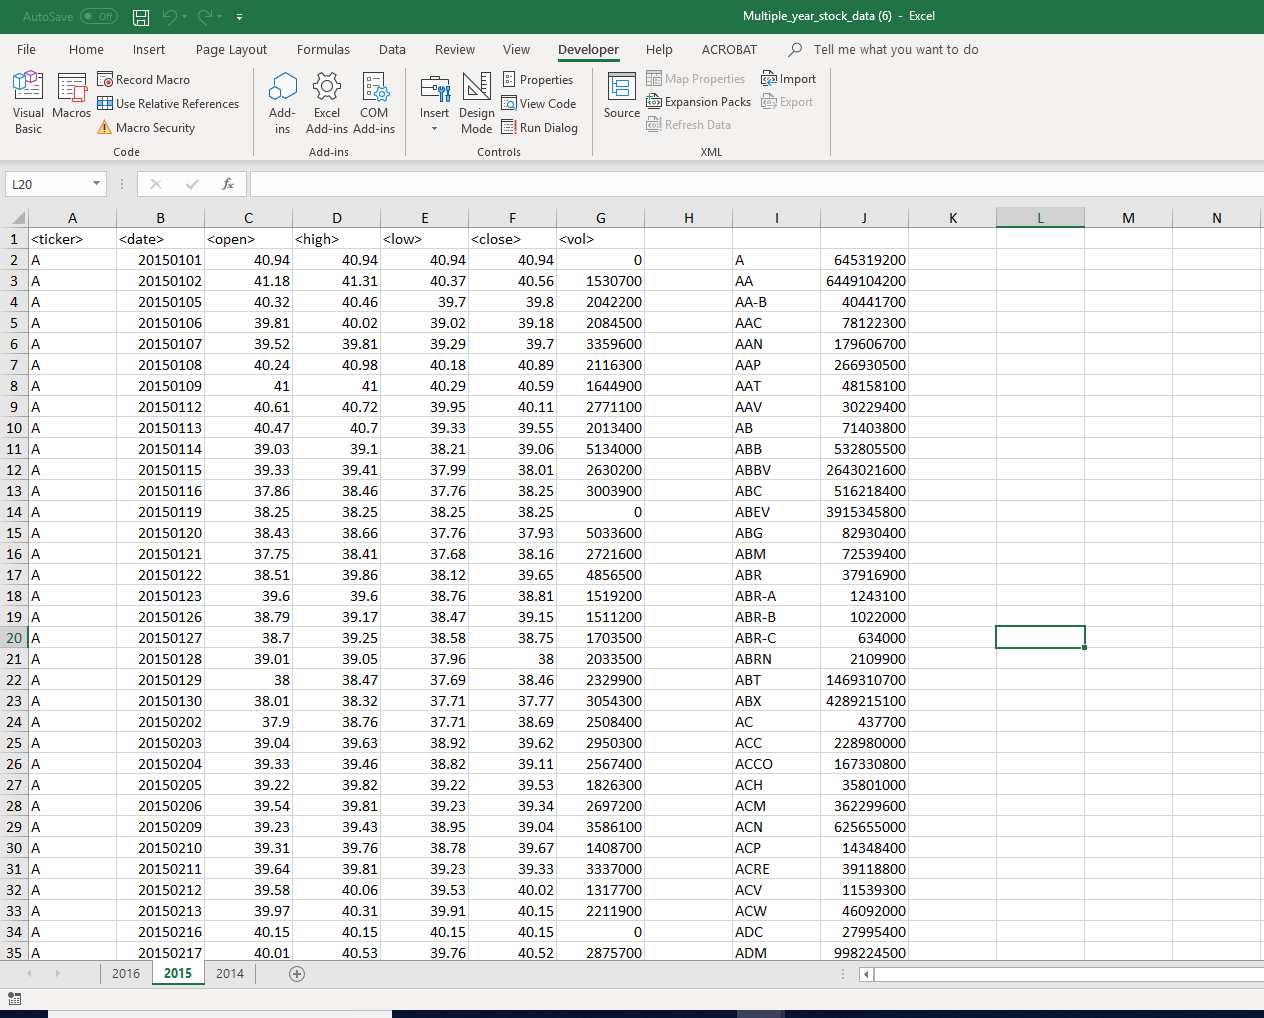 AutoSave Off Multiple_year_stock_data (6) - Excel
File Home Insert Page Layout Formulas Data Review View Developer Help ACROBAT Tell me what you want to do
Visual Basic Macros Record Macro Use Relative References Macro Security
Add-ins Excel Add-ins COM Add-ins
Insert Design Mode Properties View Code Run Dialog
Source Map Properties Expansion Packs Refresh Data Import Export
Code Add-ins Controls XML
L20 fx
A B C D E F G H I J K L M N
1 <ticker> <date> <open> <high> <low> <close> <vol>
2 A 20150101 40.94 40.94 40.94 40.94 0 A 645319200
3 A 20150102 41.18 41.31 40.37 40.56 1530700 AA 6449104200
4 A 20150105 40.32 40.46 39.7 39.8 2042200 AA-B 40441700
5 A 20150106 39.81 40.02 39.02 39.18 2084500 AAC 78122300
6 A 20150107 39.52 39.81 39.29 39.7 3359600 AAN 179606700
7 A 20150108 40.24 40.98 40.18 40.89 2116300 AAP 266930500
8 A 20150109 41 41 40.29 40.59 1644900 AAT 48158100
9 A 20150112 40.61 40.72 39.95 40.11 2771100 AAV 30229400
10 A 20150113 40.47 40.7 39.33 39.55 2013400 AB 71403800
11 A 20150114 39.03 39.1 38.21 39.06 5134000 ABB 532805500
12 A 20150115 39.33 39.41 37.99 38.01 2630200 ABBV 2643021600
13 A 20150116 37.86 38.46 37.76 38.25 3003900 ABC 516218400
14 A 20150119 38.25 38.25 38.25 38.25 0 ABEV 3915345800
15 A 20150120 38.43 38.66 37.76 37.93 5033600 ABG 82930400
16 A 20150121 37.75 38.41 37.68 38.16 2721600 ABM 72539400
17 A 20150122 38.51 39.86 38.12 39.65 4856500 ABR 37916900
18 A 20150123 39.6 39.6 38.76 38.81 1519200 ABR-A 1243100
19 A 20150126 38.79 39.17 38.47 39.15 1511200 ABR-B 1022000
20 A 20150127 38.7 39.25 38.58 38.75 1703500 ABR-C 634000
21 A 20150128 39.01 39.05 37.96 38 2033500 ABRN 2109900
22 A 20150129 38 38.47 37.69 38.46 2329900 ABT 1469310700
23 A 20150130 38.01 38.32 37.71 37.77 3054300 ABX 4289215100
24 A 20150202 37.9 38.76 37.71 38.69 2508400 AC 437700
25 A 20150203 39.04 39.63 38.92 39.62 2950300 ACC 228980000
26 A 20150204 39.33 39.46 38.82 39.11 2567400 ACCO 167330800
27 A 20150205 39.22 39.82 39.22 39.53 1826300 ACH 35801000
28 A 20150206 39.54 39.81 39.23 39.34 2697200 ACM 362299600
29 A 20150209 39.23 39.43 38.95 39.04 3586100 ACN 625655000
30 A 20150210 39.31 39.76 38.78 39.67 1408700 ACP 14348400
31 A 20150211 39.64 39.81 39.23 39.33 3337000 ACRE 39118800
32 A 20150212 39.58 40.06 39.53 40.02 1317700 ACV 11539300
33 A 20150213 39.97 40.31 39.91 40.15 2211900 ACW 46092000
34 A 20150216 40.15 40.15 40.15 40.15 0 ADC 27995400
35 A 20150217 40.01 40.53 39.76 40.52 2875700 ADM 998224500
2016 2015 2014